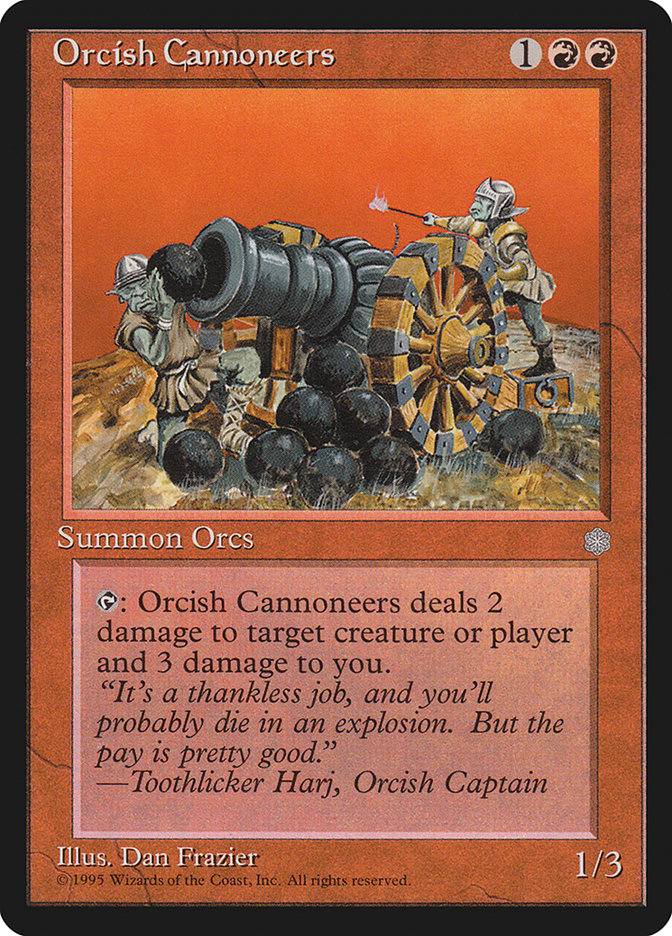 Orcish Cannoneers 1
Summon Orcs
: Orcish Cannoneers deals 2
damage to target creature or player
and 3 damage to you.
“It's a thankless job, and you'll
probably die in an explosion. But the
pay is pretty good.”
—Toothlicker Harj, Orcish Captain
Illus. Dan Frazier
©1995 Wizards of the Coast, Inc. All rights reserved.
1/3